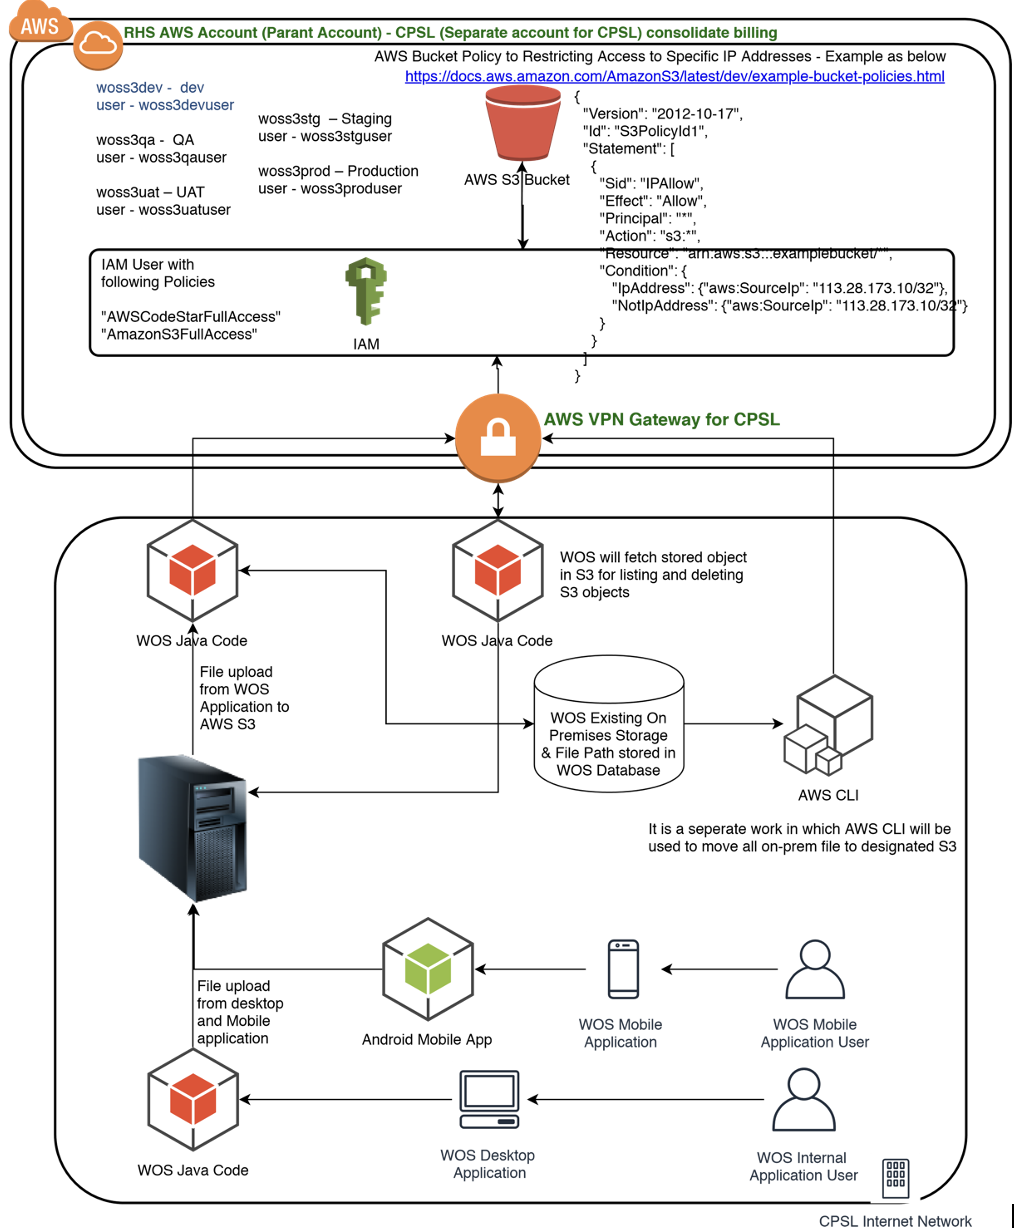 AWS
RHS AWS Account (Parant Account) - CPSL (Separate account for CPSL) consolidate billing
AWS Bucket Policy to Restricting Access to Specific IP Addresses - Example as below
https://docs.aws.amazon.com/AmazonS3/latest/dev/example-bucket-policies.html
woss3dev - dev
user - woss3devuser
woss3qa - QA
user - woss3qauser
woss3uat – UAT
user - woss3uatuser
woss3stg – Staging
user - woss3stguser
woss3prod – Production
user - woss3produser
AWS S3 Bucket
{
"Version": "2012-10-17",
"Id": "S3PolicyId1",
"Statement": [
{
"Sid": "IPAllow",
"Effect": "Allow",
"Principal": "*",
"Action": "s3:*",
"Resource": "arn:aws:s3:::examplebucket/*",
"Condition": {
"IpAddress": {"aws:SourceIp": "113.28.173.10/32"},
"NotIpAddress": {"aws:SourceIp": "113.28.173.10/32"}
}
}
]
}
IAM User with
following Policies
"AWSCodeStarFullAccess"
"AmazonS3FullAccess"
IAM
AWS VPN Gateway for CPSL
WOS Java Code
WOS Java Code
WOS will fetch stored object
in S3 for listing and deleting
S3 objects
File upload
from WOS
Application to
AWS S3
WOS Existing On
Premises Storage
& File Path stored in
WOS Database
AWS CLI
It is a seperate work in which AWS CLI will be
used to move all on-prem file to designated S3
File upload
from desktop
and Mobile
application
Android Mobile App
WOS Mobile
Application
WOS Mobile
Application User
WOS Java Code
WOS Desktop
Application
WOS Internal
Application User
CPSL Internet Network